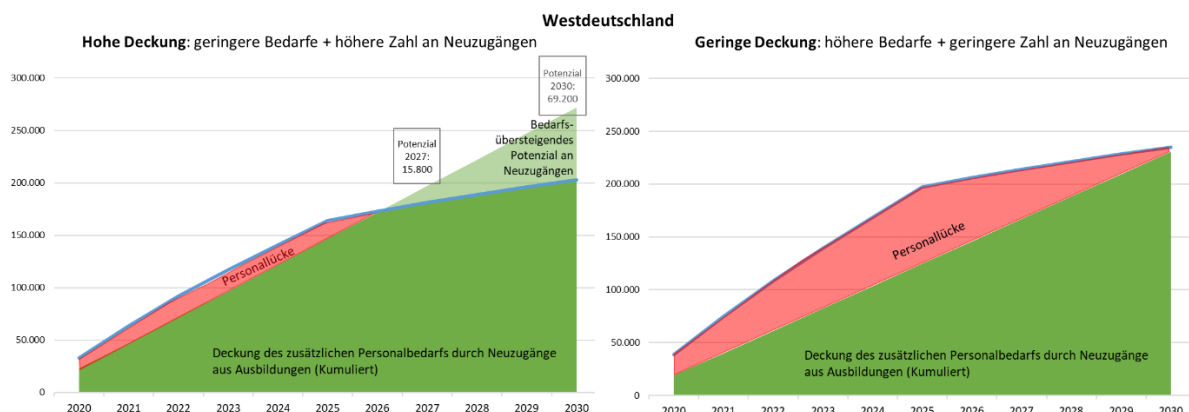 Westdeutschland
Hohe Deckung: geringere Bedarfe + höhere Zahl an Neuzugängen
300.000
250.000
200.000
150.000
100.000
50.000
0
2020 2021 2022 2023 2024 2025 2026 2027 2028 2029 2030
Potenzial
2027:
15.800
Potenzial
2030:
69.200
Bedarfs-
übersteigendes
Potenzial an
Neuzugängen
Personallücke
Deckung des zusätzlichen Personalbedarfs durch Neuzugänge
aus Ausbildungen (Kumuliert)
Geringe Deckung: höhere Bedarfe + geringere Zahl an Neuzugängen
300.000
250.000
200.000
150.000
100.000
50.000
0
2020 2021 2022 2023 2024 2025 2026 2027 2028 2029 2030
Personallücke
Deckung des zusätzlichen Personalbedarfs durch Neuzugänge
aus Ausbildungen (Kumuliert)